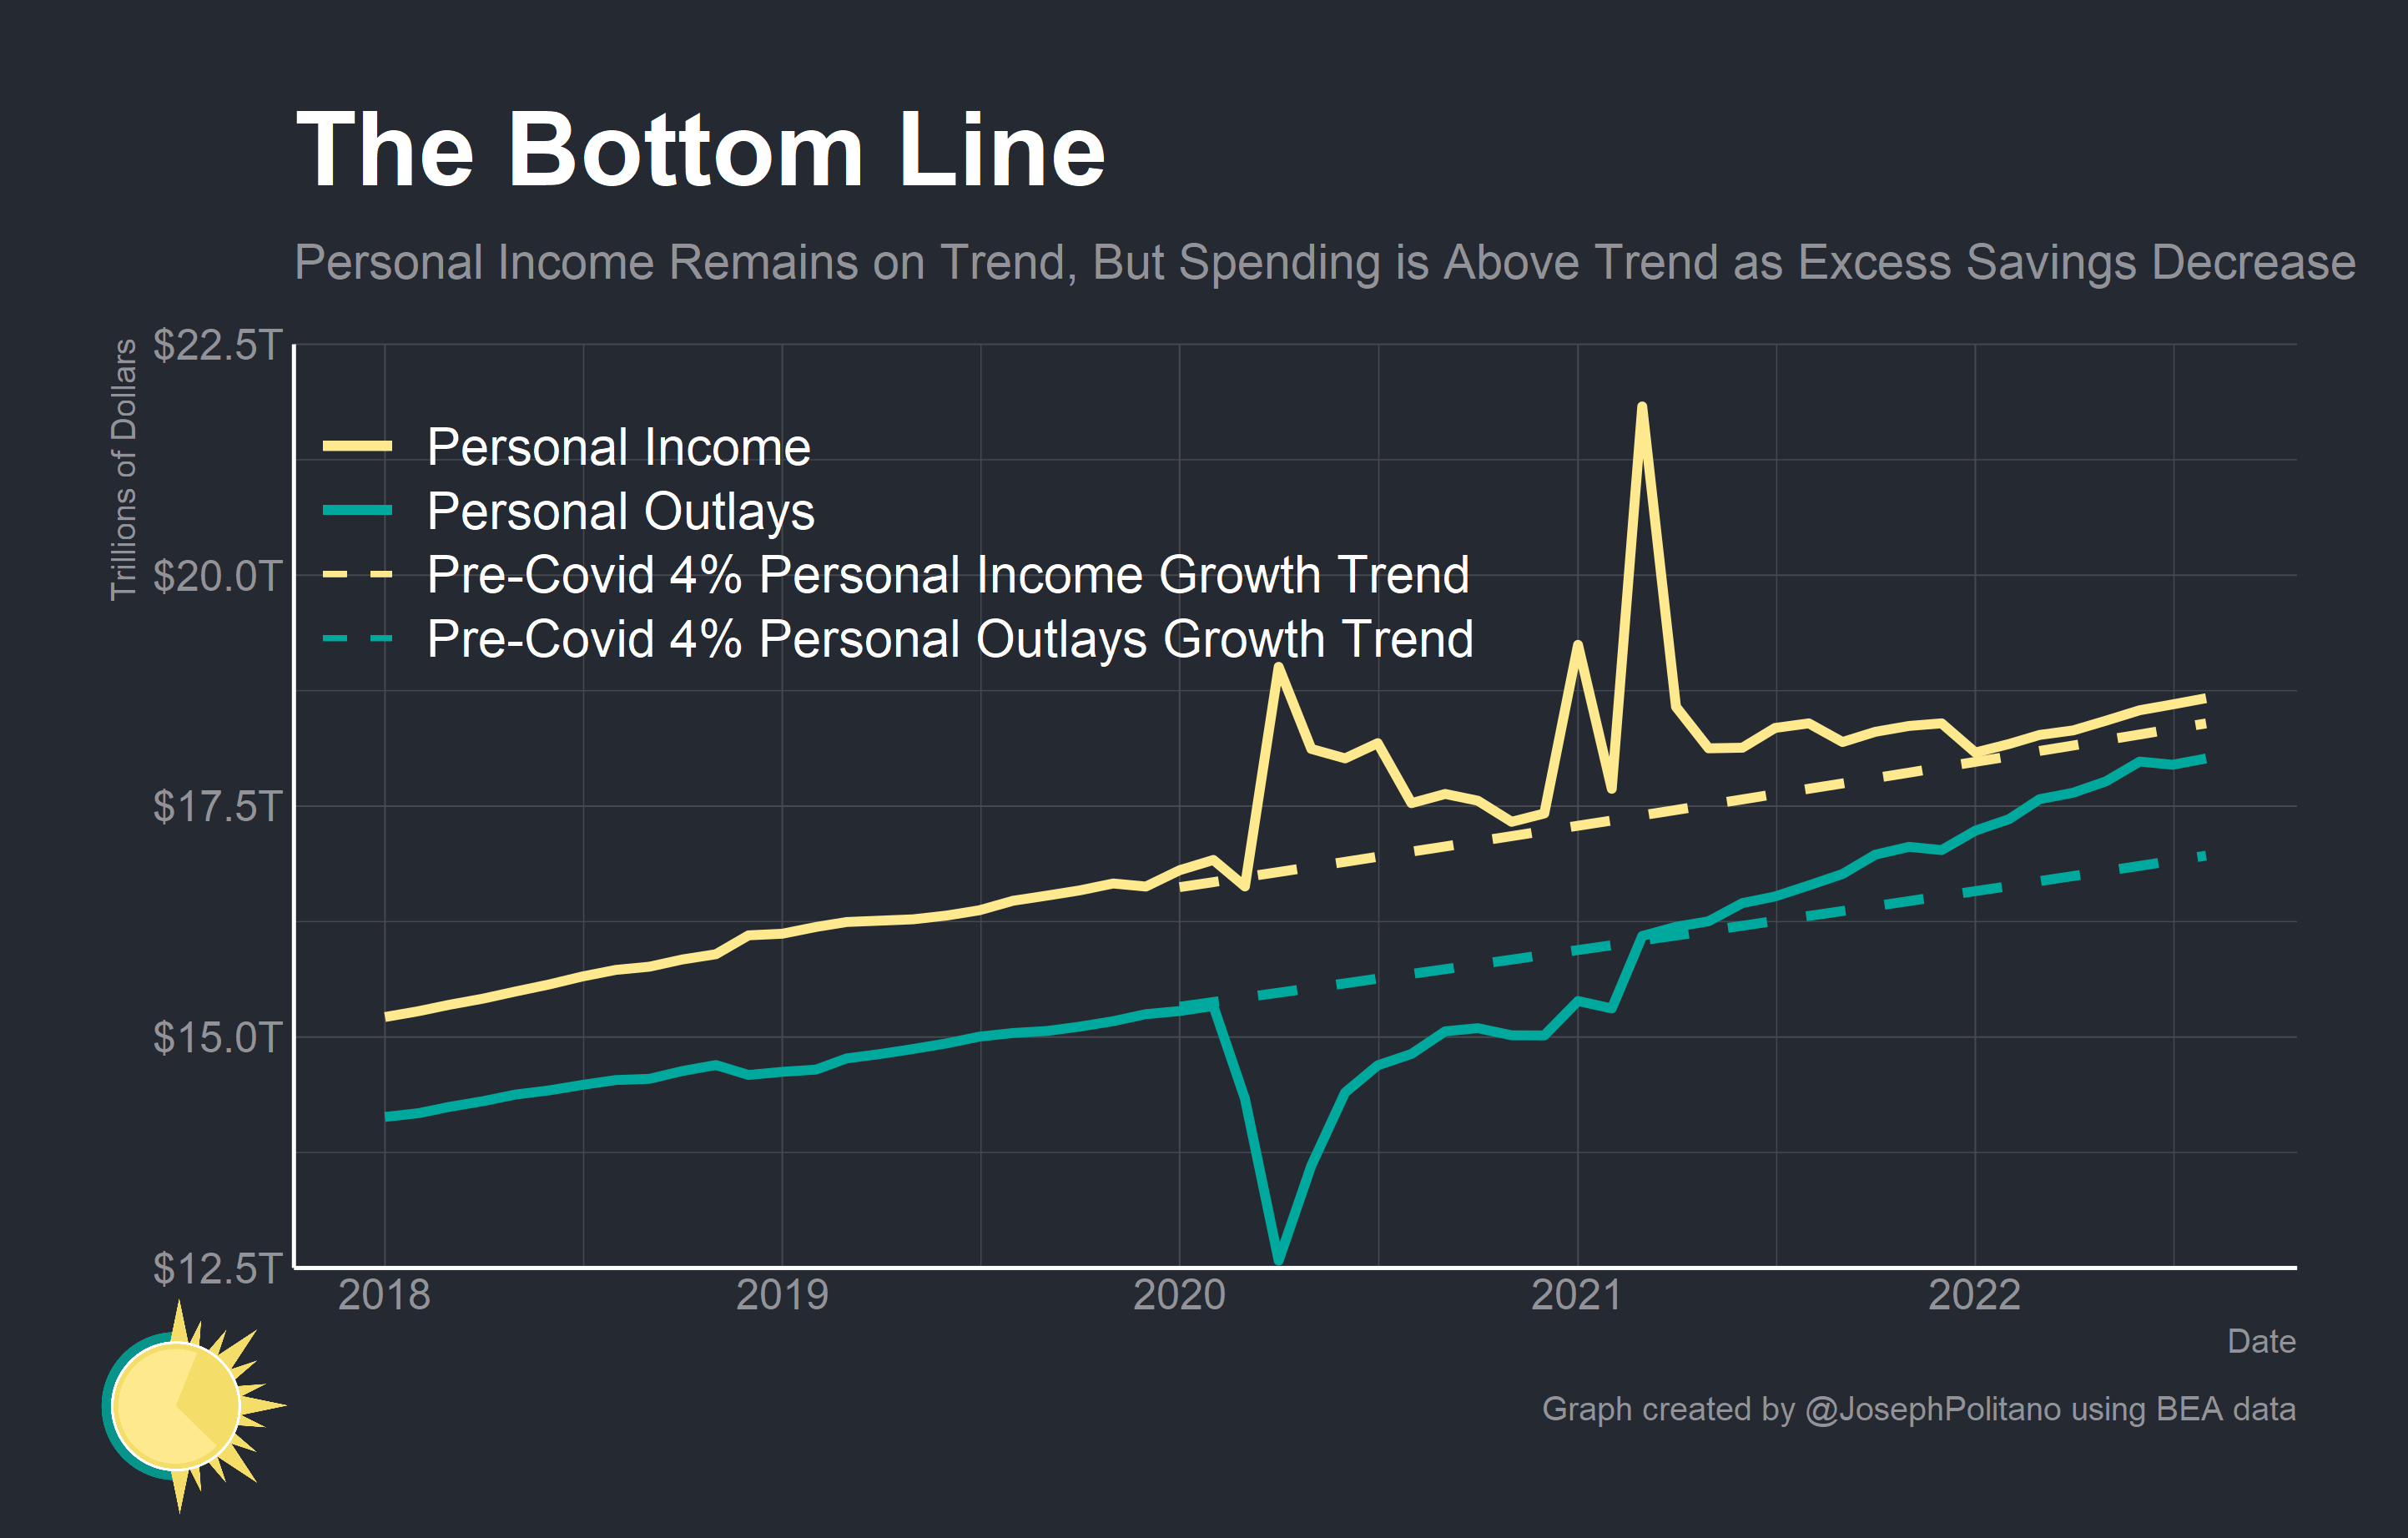 The Bottom Line
Personal Income Remains on Trend, But Spending is Above Trend as Excess Savings Decrease
Trillions of Dollars
$22.5T
$20.0T
$17.5T
$15.0T
$12.5T
Personal Income
Personal Outlays
Pre-Covid 4% Personal Income Growth Trend
Pre-Covid 4% Personal Outlays Growth Trend
2018 2019 2020 2021 2022
Date
Graph created by @JosephPolitano using BEA data